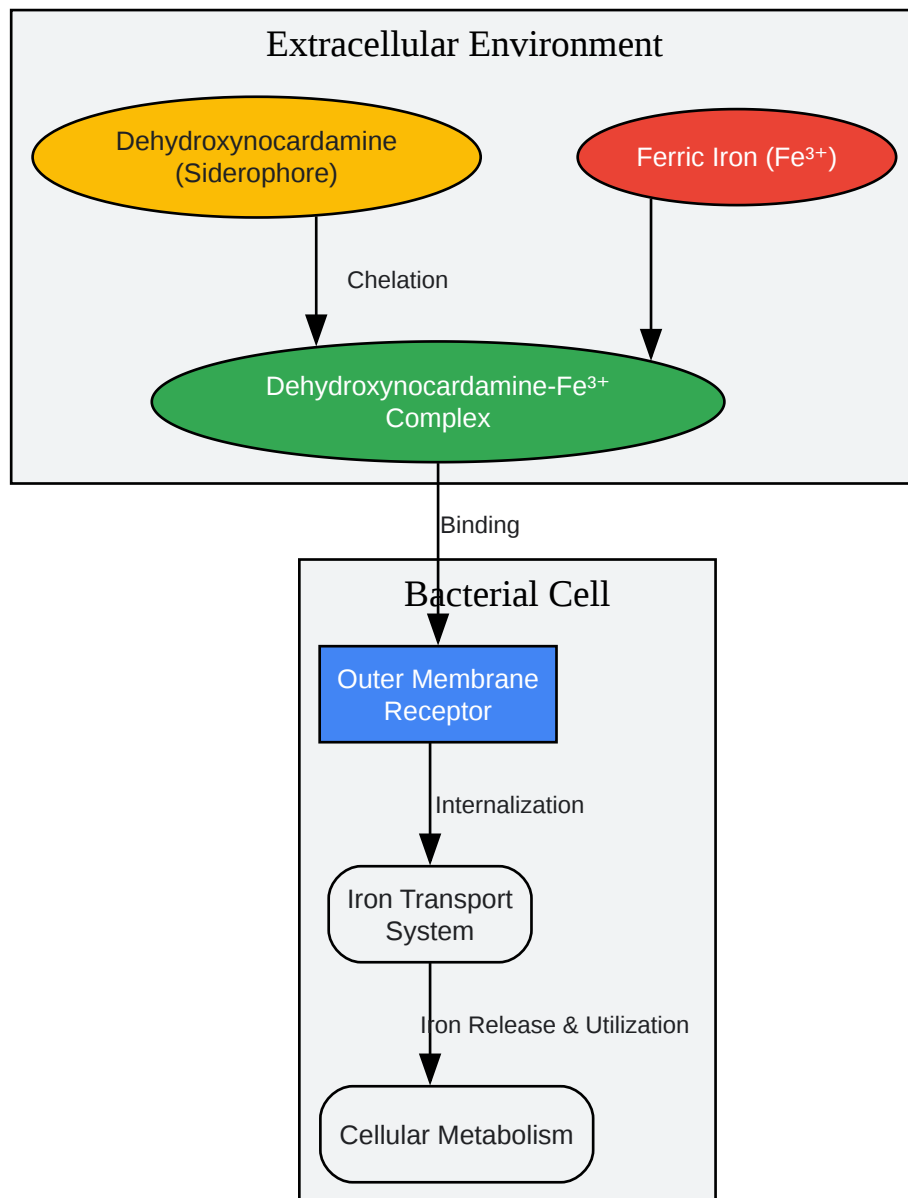 Extracellular Environment
Dehydroxynocardamine
(Siderophore)
Ferric Iron (Fe³⁺)
Chelation
Dehydroxynocardamine-Fe³⁺
Complex
Binding
Bacterial Cell
Outer Membrane
Receptor
Internalization
Iron Transport
System
Iron Release & Utilization
Cellular Metabolism